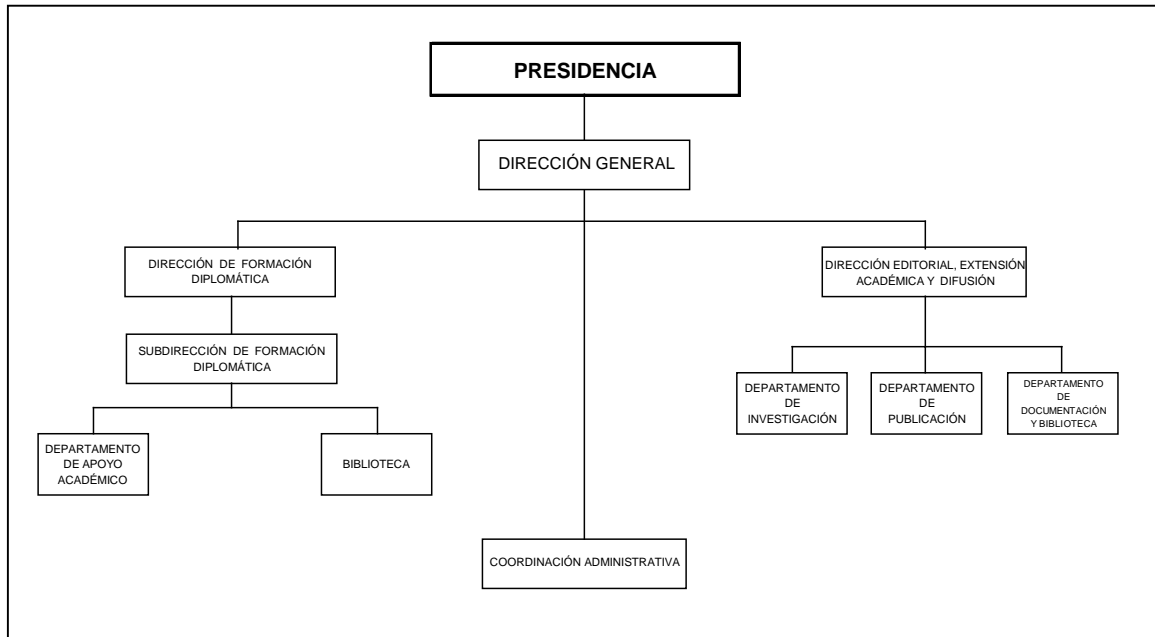 PRESIDENCIA
DIRECCIÓN GENERAL
DIRECCIÓN DE FORMACIÓN
DIPLOMÁTICA
DIRECCIÓN EDITORIAL, EXTENSIÓN
ACADÉMICA Y DIFUSIÓN
SUBDIRECCIÓN DE FORMACIÓN
DIPLOMÁTICA
DEPARTAMENTO
DE
INVESTIGACIÓN
DEPARTAMENTO
DE
PUBLICACIÓN
DEPARTAMENTO
DE
DOCUMENTACIÓN
Y BIBLIOTECA
DEPARTAMENTO
DE APOYO
ACADÉMICO
BIBLIOTECA
COORDINACIÓN ADMINISTRATIVA